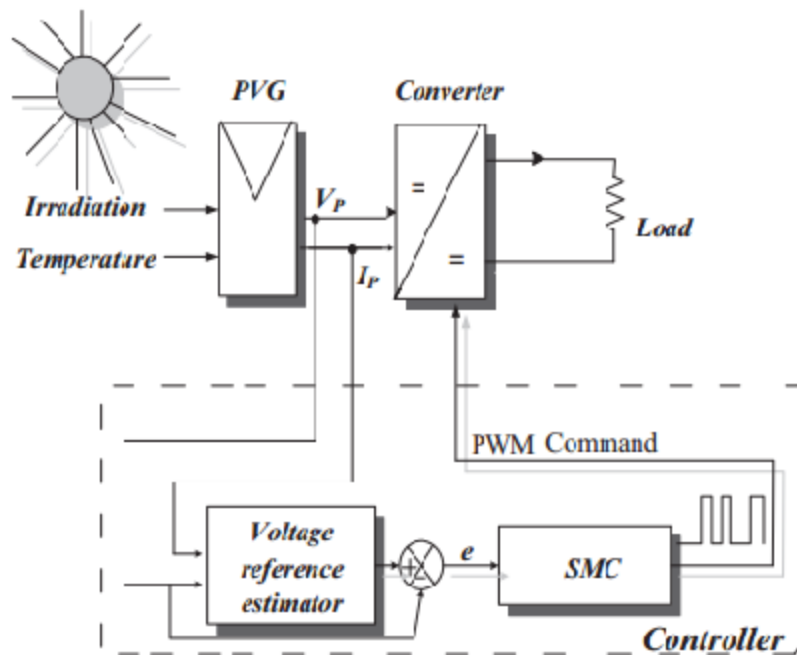 PVG
Converter
=
=
Irradiation
Temperature
V_P
I_P
Load
PWM Command
Voltage
reference
estimator
+
-
e
SMC
Controller